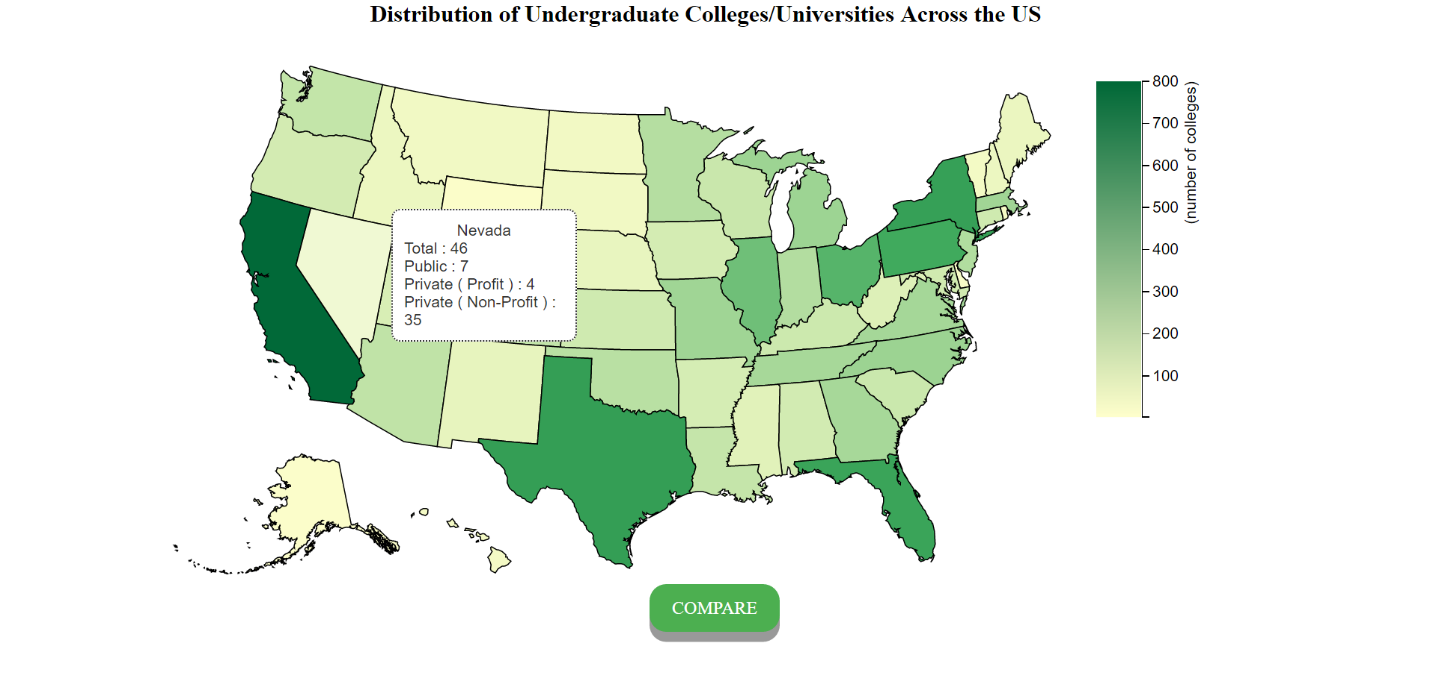 Distribution of Undergraduate Colleges/Universities Across the US
800
700
600
500
400
300
200
100
(number of colleges)
Nevada
Total : 46
Public : 7
Private ( Profit ) : 4
Private ( Non-Profit ) :
35
COMPARE